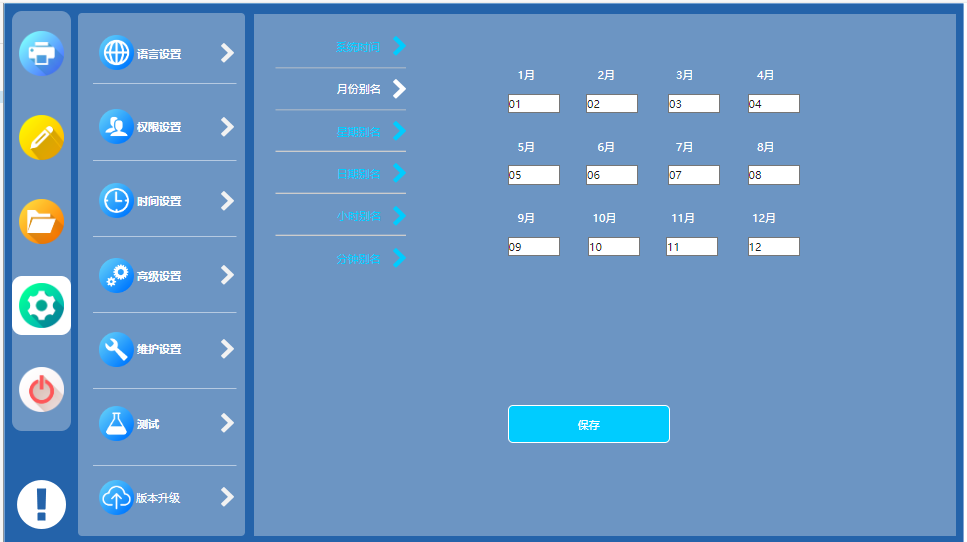 语言设置
权限设置
时间设置
高级设置
维护设置
测试
版本升级
系统时间
月份别名
星期别名
日期别名
小时别名
分钟别名
1月 2月 3月 4月
01 02 03 04
5月 6月 7月 8月
05 06 07 08
9月 10月 11月 12月
09 10 11 12
保存